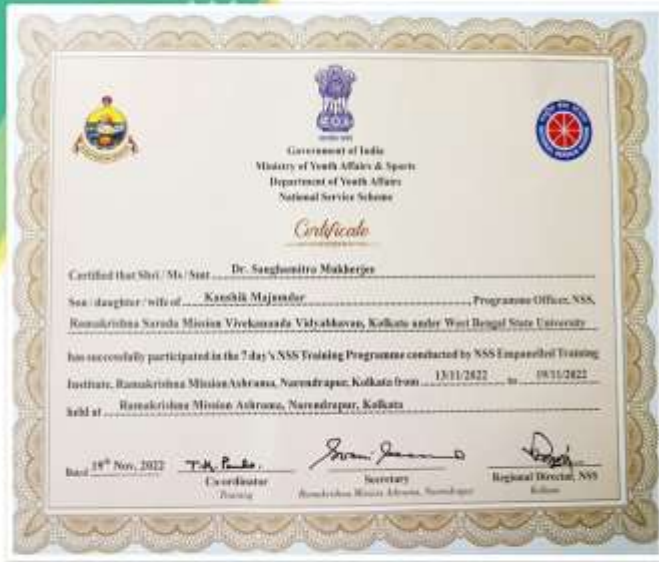 Government of India
Ministry of Youth Affairs & Sports
Department of Youth Affairs
National Service Scheme
Certificate
Certified that Shri / Ms / Smt Dr. Sanghamitra Mukherjee
Son / daughter / wife of Kaushik Majumdar, Programme Officer, NSS,
Ramakrishna Sarada Mission Vivekananda Vidyabhavan, Kolkata under West Bengal State University
has successfully participated in the 7 day's NSS Training Programme conducted by NSS Empanelled Training
Institute, Ramakrishna Mission Ashrama, Narendrapur, Kolkata from 13/11/2022 to 19/11/2022
held at Ramakrishna Mission Ashrama, Narendrapur, Kolkata
Dated 19th Nov, 2022
Co-ordinator Secretary Regional Director, NSS
Training Ramakrishna Mission Ashrama, Narendrapur Kolkata